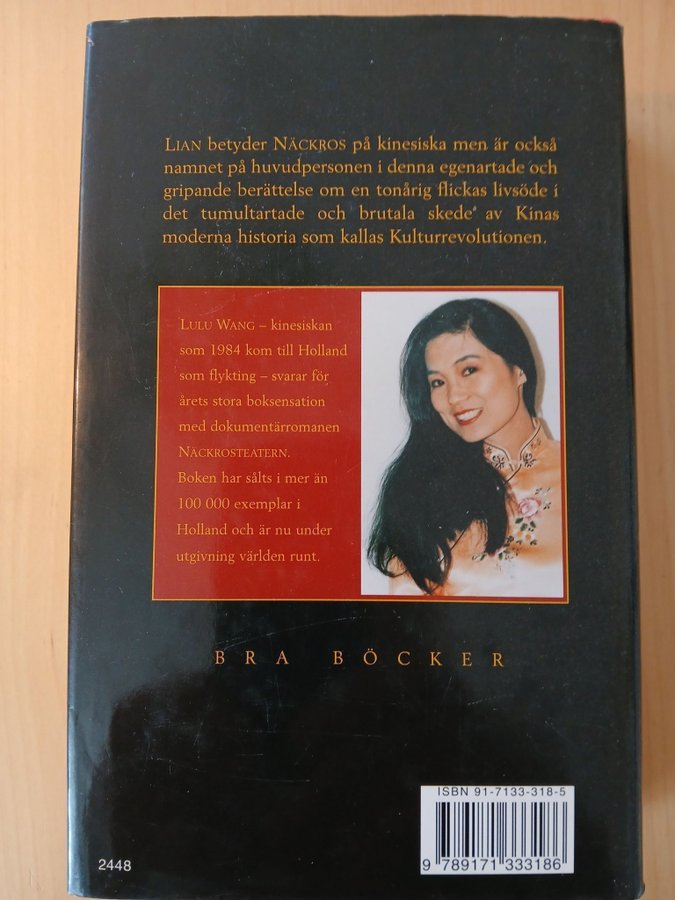 LIAN betyder NÄCKROS på kinesiska men är också
namnet på huvudpersonen i denna egenartade och
gripande berättelse om en tonårig flickas livsöde i
det tumultartade och brutala skede av Kinas
moderna historia som kallas Kulturrevolutionen.
LULU WANG – kinesiskan
som 1984 kom till Holland
som flykting – svarar för
årets stora boksensation
med dokumentärromanen
NÄCKROSTEATERN.
Boken har sålts i mer än
100 000 exemplar i
Holland och är nu under
utgivning världen runt.
BRA BÖCKER
ISBN 91-7133-318-5
9 789171 333186
2448